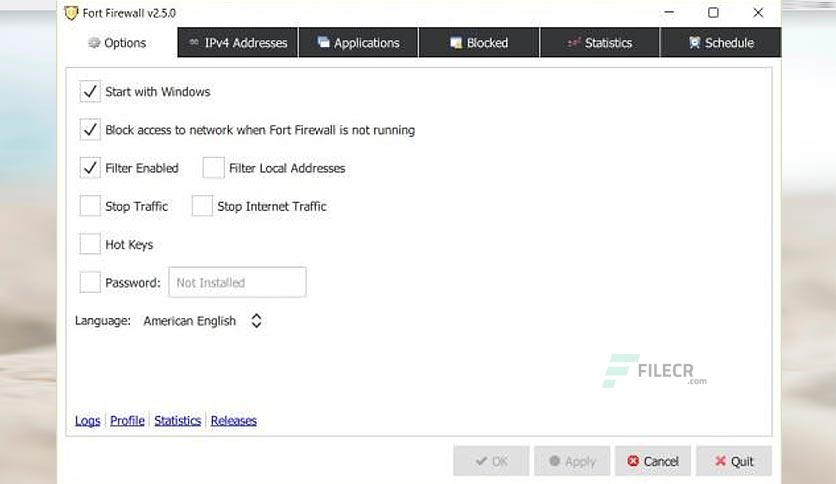 Fort Firewall v2.5.0
Options IPv4 Addresses Applications Blocked Statistics Schedule
Start with Windows
Block access to network when Fort Firewall is not running
Filter Enabled Filter Local Addresses
Stop Traffic Stop Internet Traffic
Hot Keys
Password: Not Installed
Language: American English
FILECR
.com
Logs Profile Statistics Releases
OK Apply Cancel Quit